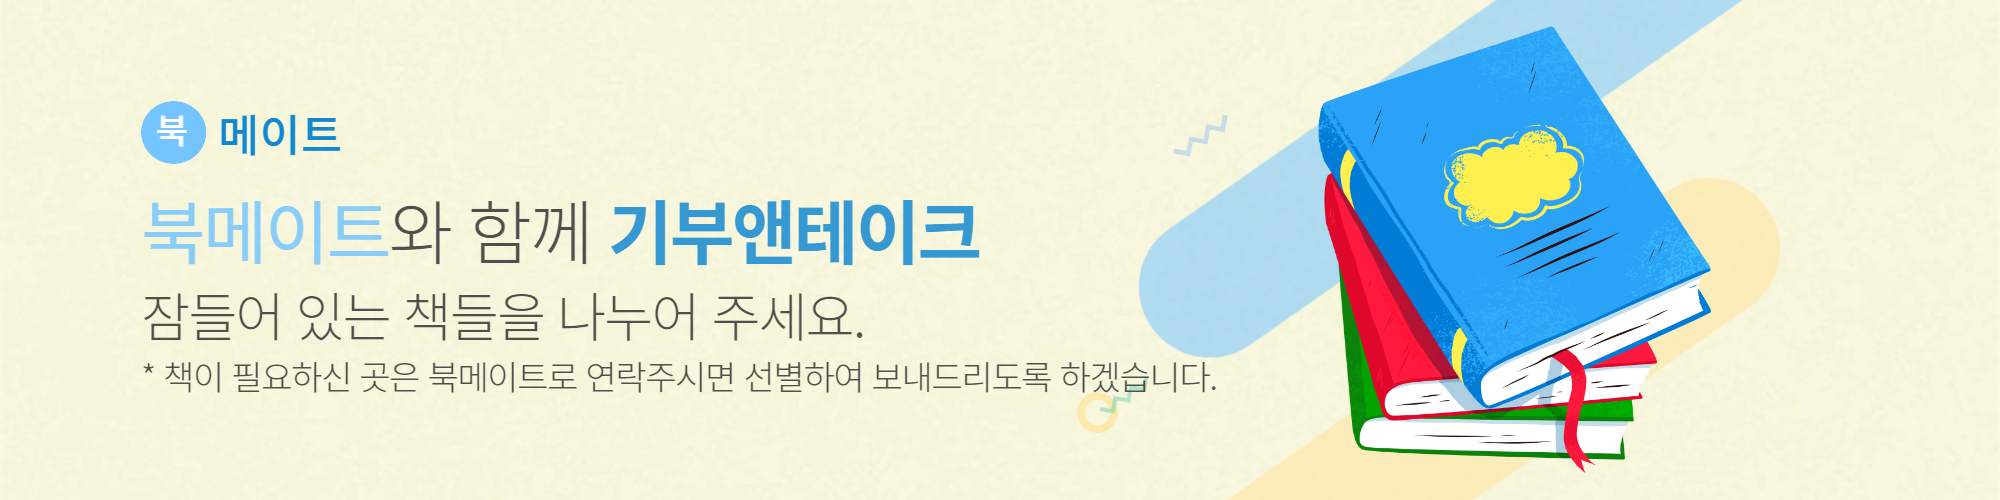 북 메이트
북메이트와 함께 기부앤테이크
잠들어 있는 책들을 나누어 주세요.
* 책이 필요하신 곳은 북메이트로 연락주시면 선별하여 보내드리도록 하겠습니다.